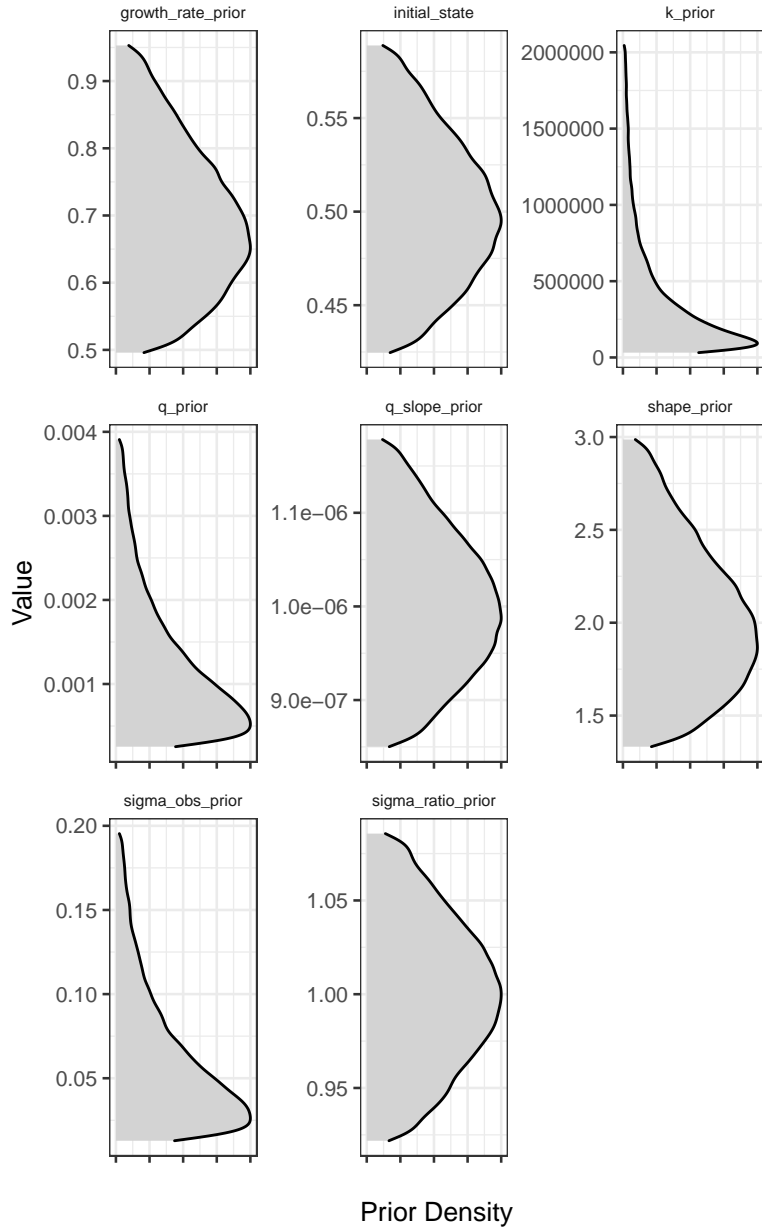 growth_rate_prior
initial_state
k_prior
0.9
0.8
0.7
0.6
0.5
0.55
0.50
0.45
2000000
1500000
1000000
500000
0
q_prior
q_slope_prior
shape_prior
0.004
0.003
0.002
0.001
1.1e-06
1.0e-06
9.0e-07
3.0
2.5
2.0
1.5
Value
sigma_obs_prior
sigma_ratio_prior
0.20
0.15
0.10
0.05
1.05
1.00
0.95
Prior Density